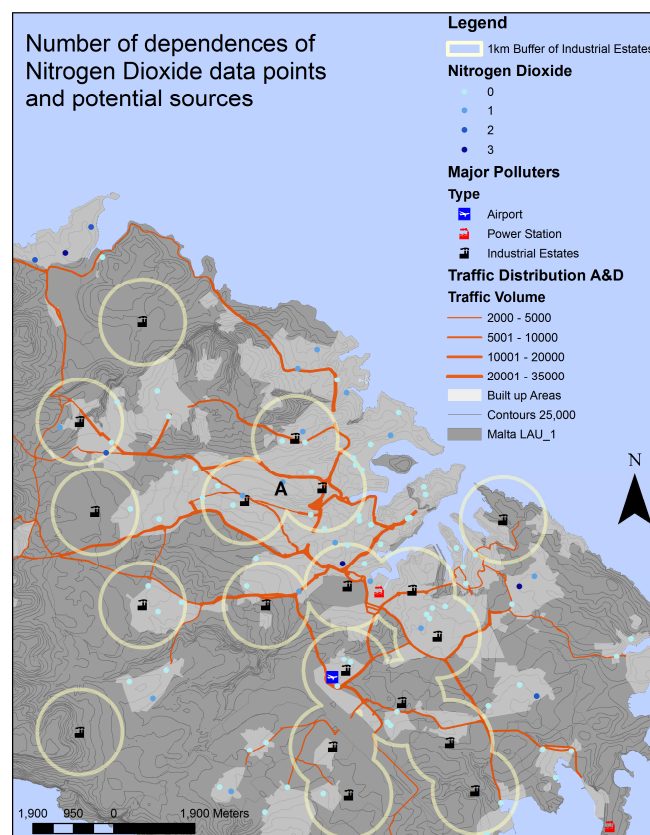 Number of dependences of
Nitrogen Dioxide data points
and potential sources
Legend
1km Buffer of Industrial Estates
Nitrogen Dioxide
0
1
2
3
Major Polluters
Type
Airport
Power Station
Industrial Estates
Traffic Distribution A&D
Traffic Volume
2000 - 5000
5001 - 10000
10001 - 20000
20001 - 35000
Built up Areas
Contours 25,000
Malta LAU_1
N
A
1,900 950 0 1,900 Meters